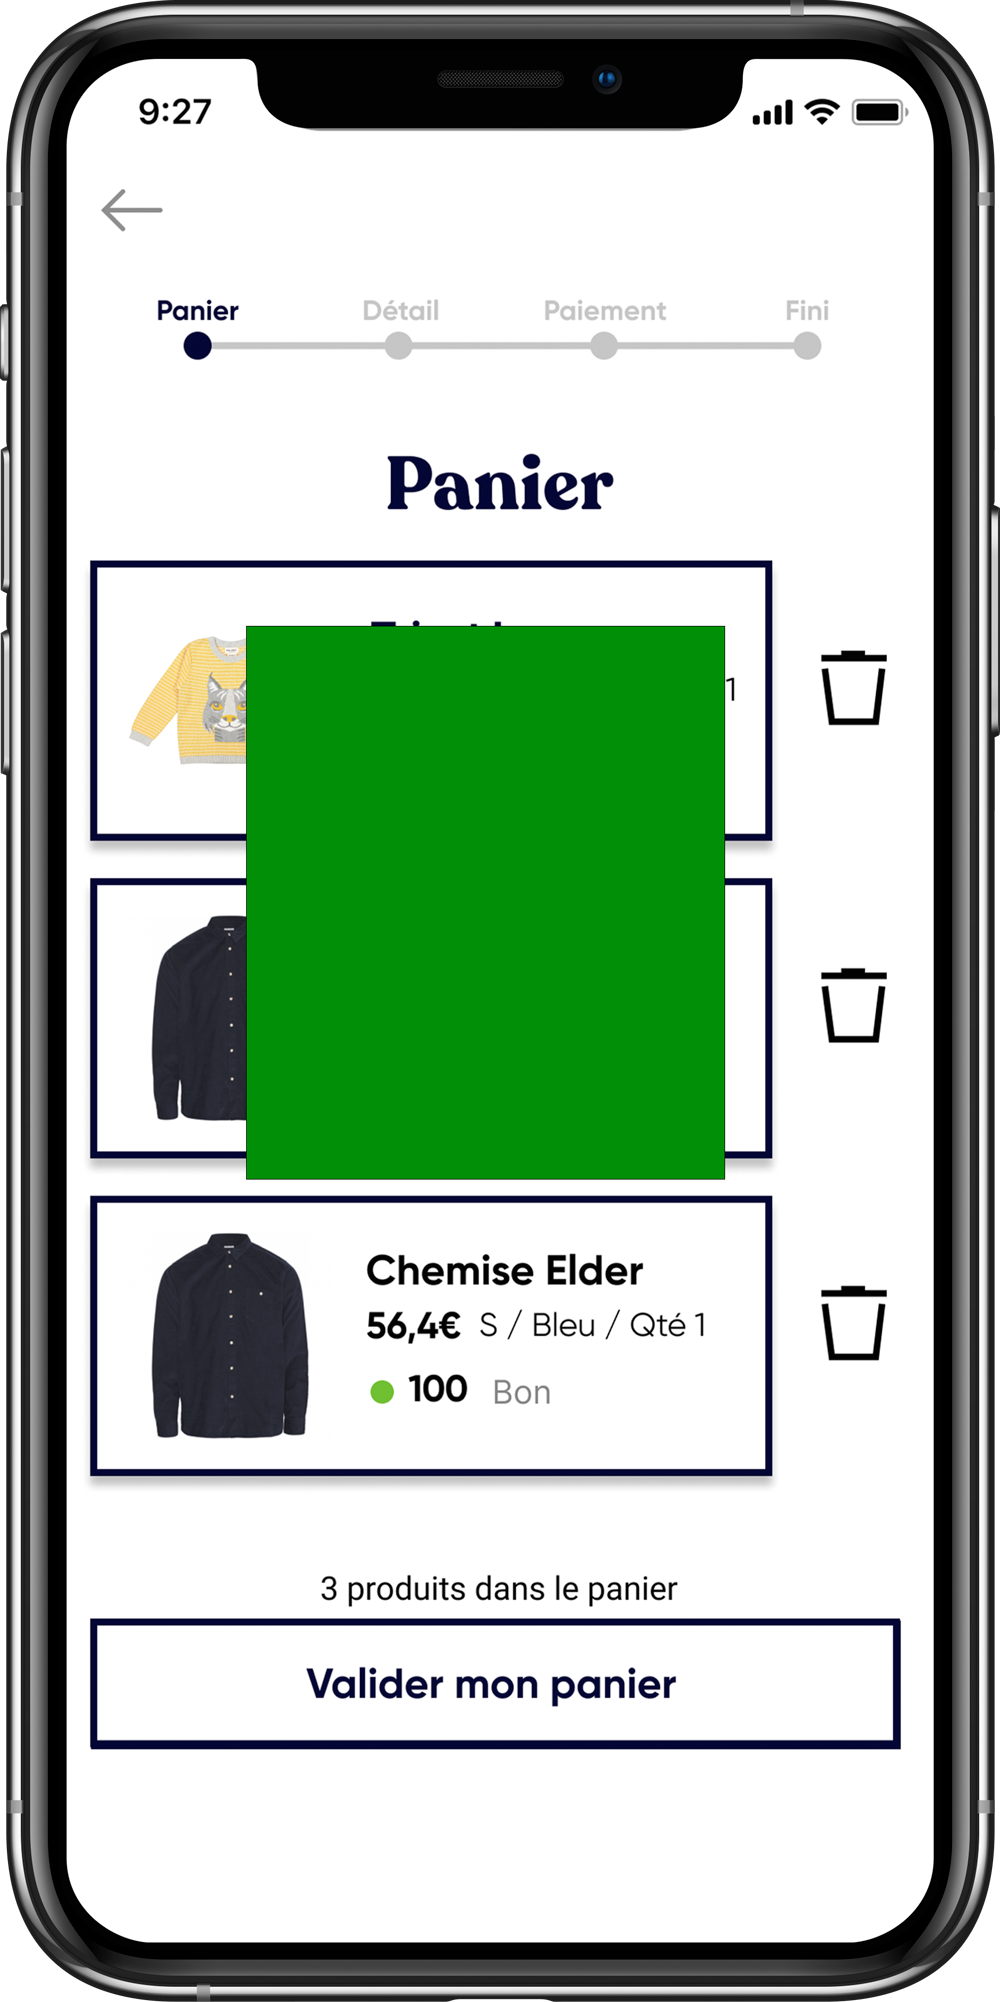 9:27
Panier Détail Paiement Fini
Panier
1
Chemise Elder
56,4€ S / Bleu / Qté 1
100 Bon
3 produits dans le panier
Valider mon panier